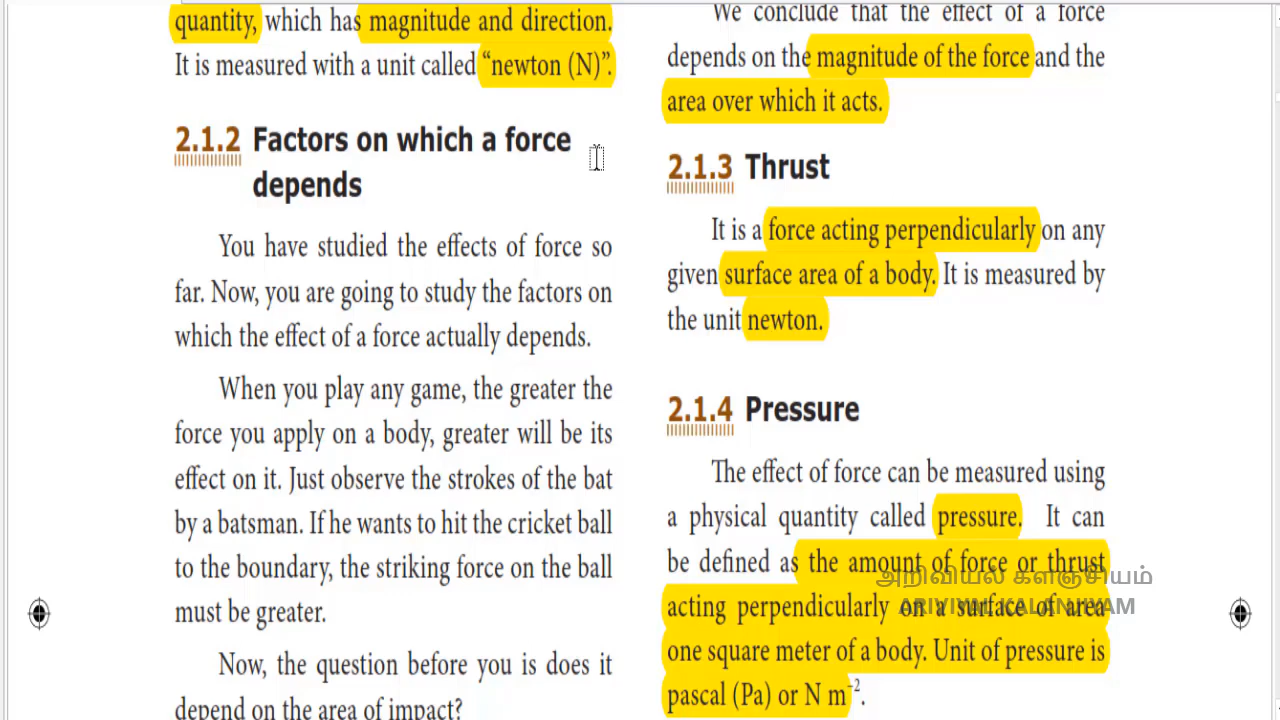 quantity, which has magnitude and direction.
It is measured with a unit called “newton (N)”.
2.1.2 Factors on which a force
depends
You have studied the effects of force so
far. Now, you are going to study the factors on
which the effect of a force actually depends.
When you play any game, the greater the
force you apply on a body, greater will be its
effect on it. Just observe the strokes of the bat
by a batsman. If he wants to hit the cricket ball
to the boundary, the striking force on the ball
must be greater.
Now, the question before you is does it
depend on the area of impact?
We conclude that the effect of a force
depends on the magnitude of the force and the
area over which it acts.
2.1.3 Thrust
It is a force acting perpendicularly on any
given surface area of a body. It is measured by
the unit newton.
2.1.4 Pressure
The effect of force can be measured using
a physical quantity called pressure. It can
be defined as the amount of force or thrust
acting perpendicularly on a surface of area
one square meter of a body. Unit of pressure is
pascal (Pa) or N m⁻².
அறிவியல் களஞ்சியம்
ARIVIYAL KALANJIYAM